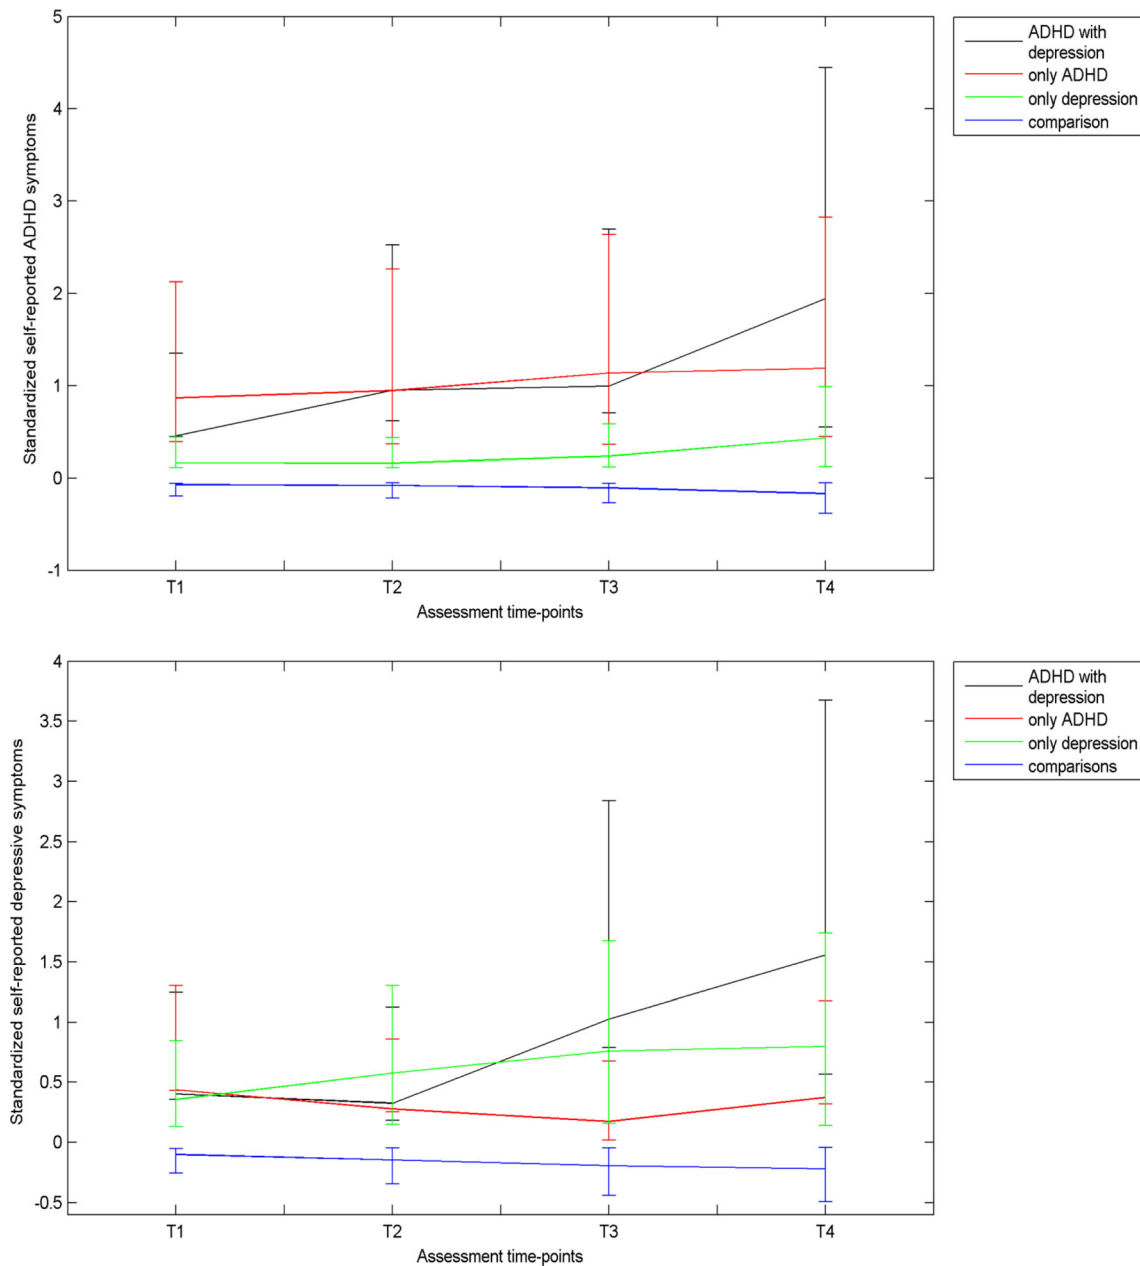 Standardized self-reported ADHD symptoms
5
4
3
2
1
0
-1
T1 T2 T3 T4
Assessment time-points
ADHD with
depression
only ADHD
only depression
comparison
Standardized self-reported depressive symptoms
4
3.5
3
2.5
2
1.5
1
0.5
0
-0.5
T1 T2 T3 T4
Assessment time-points
ADHD with
depression
only ADHD
only depression
comparisons